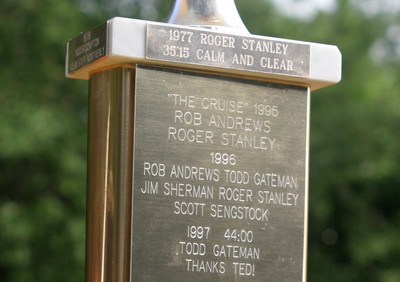 1977 ROGER STANLEY
35:15 CALM AND CLEAR
"THE CRUISE" 1995
ROB ANDREWS
ROGER STANLEY
1996
ROB ANDREWS TODD GATEMAN
JIM SHERMAN ROGER STANLEY
SCOTT SENGSTOCK
1997 44:00
TODD GATEMAN
THANKS TED!